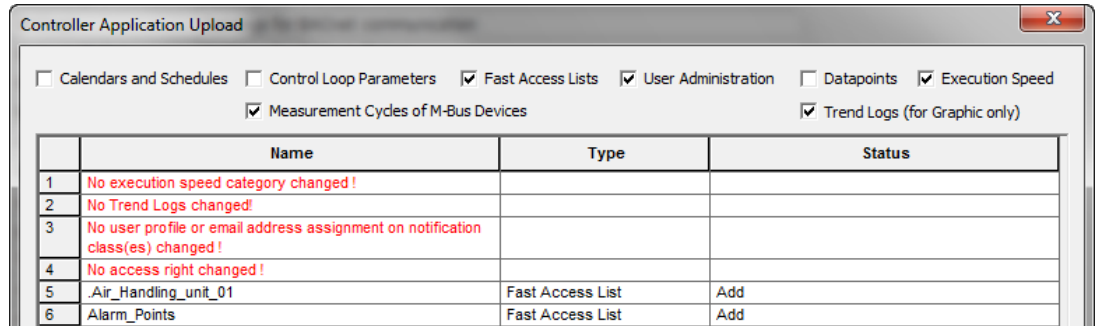 Controller Application Upload
Calendars and Schedules Control Loop Parameters Fast Access Lists User Administration Datapoints Execution Speed
Measurement Cycles of M-Bus Devices Trend Logs (for Graphic only)
Name Type Status
1 No execution speed category changed !
2 No Trend Logs changed!
3 No user profile or email address assignment on notification
class(es) changed !
4 No access right changed !
5 .Air_Handling_unit_01 Fast Access List Add
6 Alarm_Points Fast Access List Add